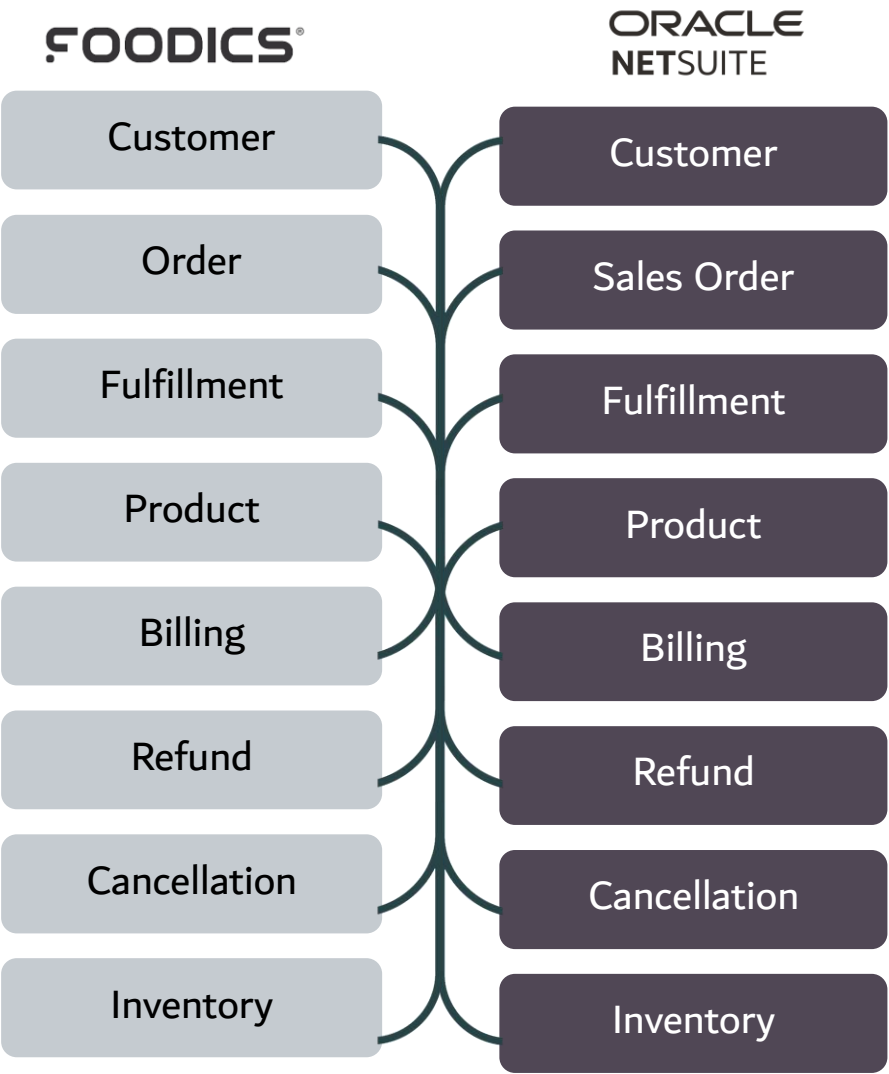 FOODICS®
Customer
Order
Fulfillment
Product
Billing
Refund
Cancellation
Inventory
ORACLE
NETSUITE
Customer
Sales Order
Fulfillment
Product
Billing
Refund
Cancellation
Inventory